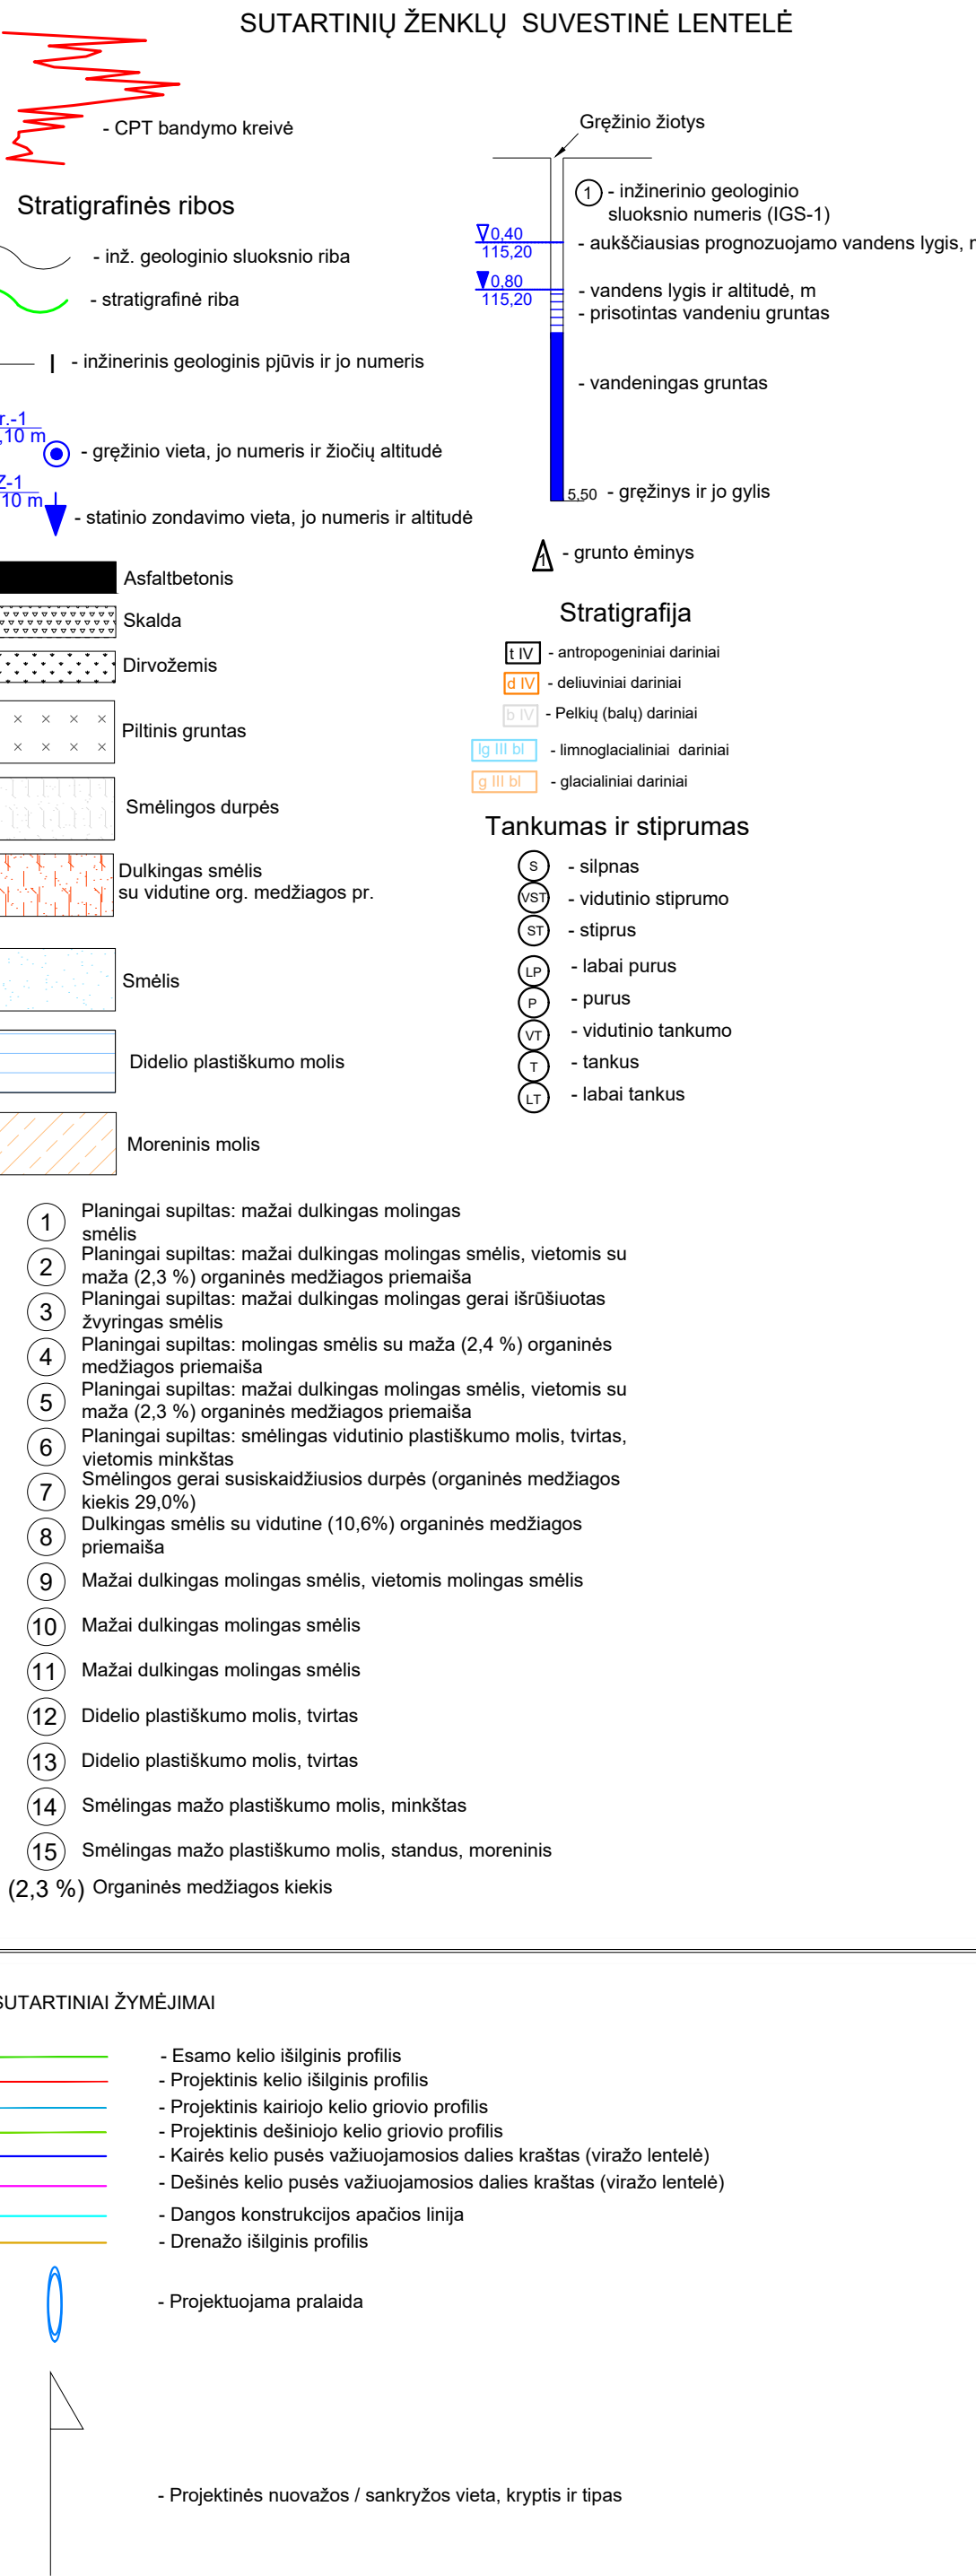 SUTARTINIŲ ŽENKLŲ SUVESTINĖ LENTELĖ
- CPT bandymo kreivė
Stratigrafinės ribos
- inž. geologinio sluoksnio riba
- stratigrafinė riba
- inžinerinis geologinis pjūvis ir jo numeris
r.-1
,10 m
- gręžinio vieta, jo numeris ir žiočių altitudė
Z-1
10 m
- statinio zondavimo vieta, jo numeris ir altitudė
Asfaltbetonis
Skalda
Dirvožemis
Piltinis gruntas
Smėlingos durpės
Dulkingas smėlis
su vidutine org. medžiagos pr.
Smėlis
Didelio plastiškumo molis
Moreninis molis
Gręžinio žiotys
1 - inžinerinio geologinio
sluoksnio numeris (IGS-1)
0,40
115,20
- aukščiausias prognozuojamo vandens lygis, r
0,80
115,20
- vandens lygis ir altitudė, m
- prisotintas vandeniu gruntas
- vandeningas gruntas
5,50 - gręžinys ir jo gylis
1 - grunto ėminys
Stratigrafija
t IV - antropogeniniai dariniai
d IV - deliuviniai dariniai
b IV - Pelkių (balų) dariniai
lg III bl - limnoglacialiniai dariniai
g III bl - glacialiniai dariniai
Tankumas ir stiprumas
S - silpnas
VST - vidutinio stiprumo
ST - stiprus
LP - labai purus
P - purus
VT - vidutinio tankumo
T - tankus
LT - labai tankus
1 Planingai supiltas: mažai dulkingas molingas
smėlis
2 Planingai supiltas: mažai dulkingas molingas smėlis, vietomis su
maža (2,3 %) organinės medžiagos priemaiša
3 Planingai supiltas: mažai dulkingas molingas gerai išrūšiuotas
žvyringas smėlis
4 Planingai supiltas: molingas smėlis su maža (2,4 %) organinės
medžiagos priemaiša
5 Planingai supiltas: mažai dulkingas molingas smėlis, vietomis su
maža (2,3 %) organinės medžiagos priemaiša
6 Planingai supiltas: smėlingas vidutinio plastiškumo molis, tvirtas,
vietomis minkštas
7 Smėlingos gerai susiskaidžiusios durpės (organinės medžiagos
kiekis 29,0%)
8 Dulkingas smėlis su vidutine (10,6%) organinės medžiagos
priemaiša
9 Mažai dulkingas molingas smėlis, vietomis molingas smėlis
10 Mažai dulkingas molingas smėlis
11 Mažai dulkingas molingas smėlis
12 Didelio plastiškumo molis, tvirtas
13 Didelio plastiškumo molis, tvirtas
14 Smėlingas mažo plastiškumo molis, minkštas
15 Smėlingas mažo plastiškumo molis, standus, moreninis
(2,3 %) Organinės medžiagos kiekis
SUTARTINIAI ŽYMĖJIMAI
- Esamo kelio išilginis profilis
- Projektinis kelio išilginis profilis
- Projektinis kairiojo kelio griovio profilis
- Projektinis dešiniojo kelio griovio profilis
- Kairės kelio pusės važiuojamosios dalies kraštas (viražo lentelė)
- Dešinės kelio pusės važiuojamosios dalies kraštas (viražo lentelė)
- Dangos konstrukcijos apačios linija
- Drenažo išilginis profilis
- Projektuojama pralaida
- Projektinės nuovažos / sankryžos vieta, kryptis ir tipas